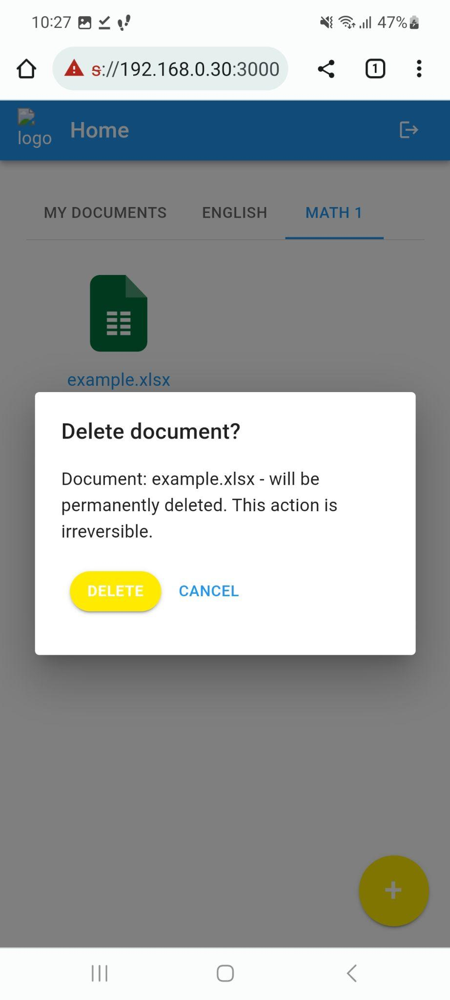 10:27 47%
s://192.168.0.30:3000 1
logo Home
MY DOCUMENTS ENGLISH MATH 1
example.xlsx
Delete document?
Document: example.xlsx - will be
permanently deleted. This action is
irreversible.
DELETE CANCEL
+